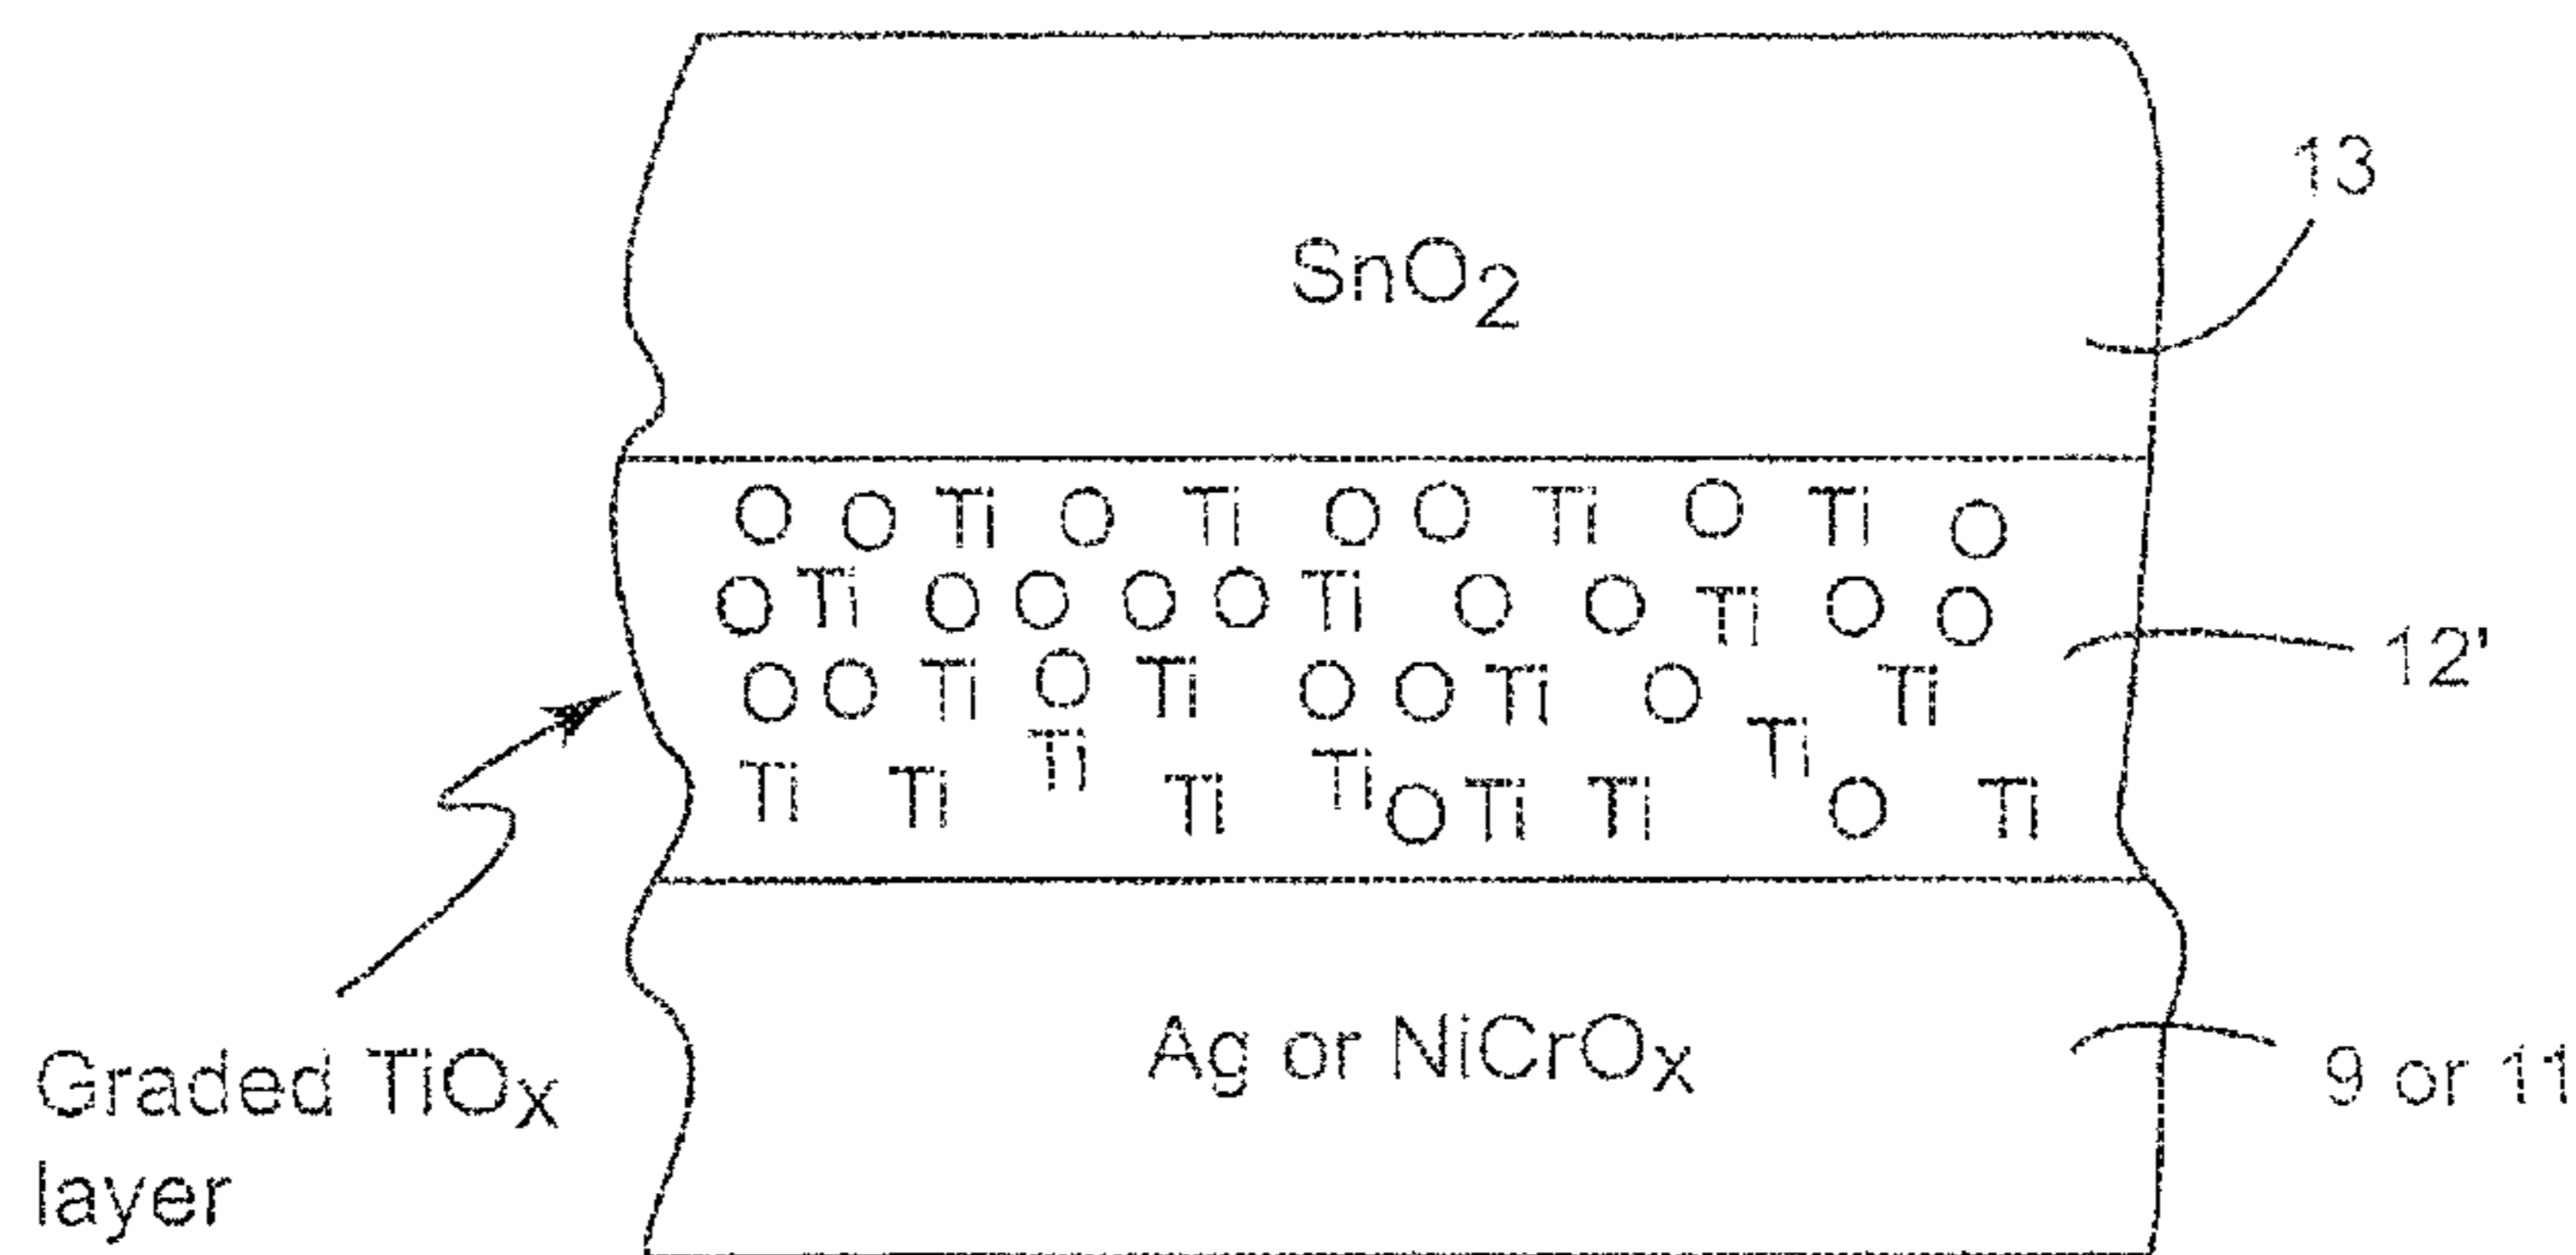 13
SnO₂
O O Ti O Ti O O Ti O Ti O
O Ti O O O O Ti O O Ti O O
12'
O O Ti O Ti O O Ti O Ti
Ti Ti Ti Ti Ti O Ti Ti Ti O Ti
Ag or NiCrOₓ
9 or 11
Graded TiOₓ
layer